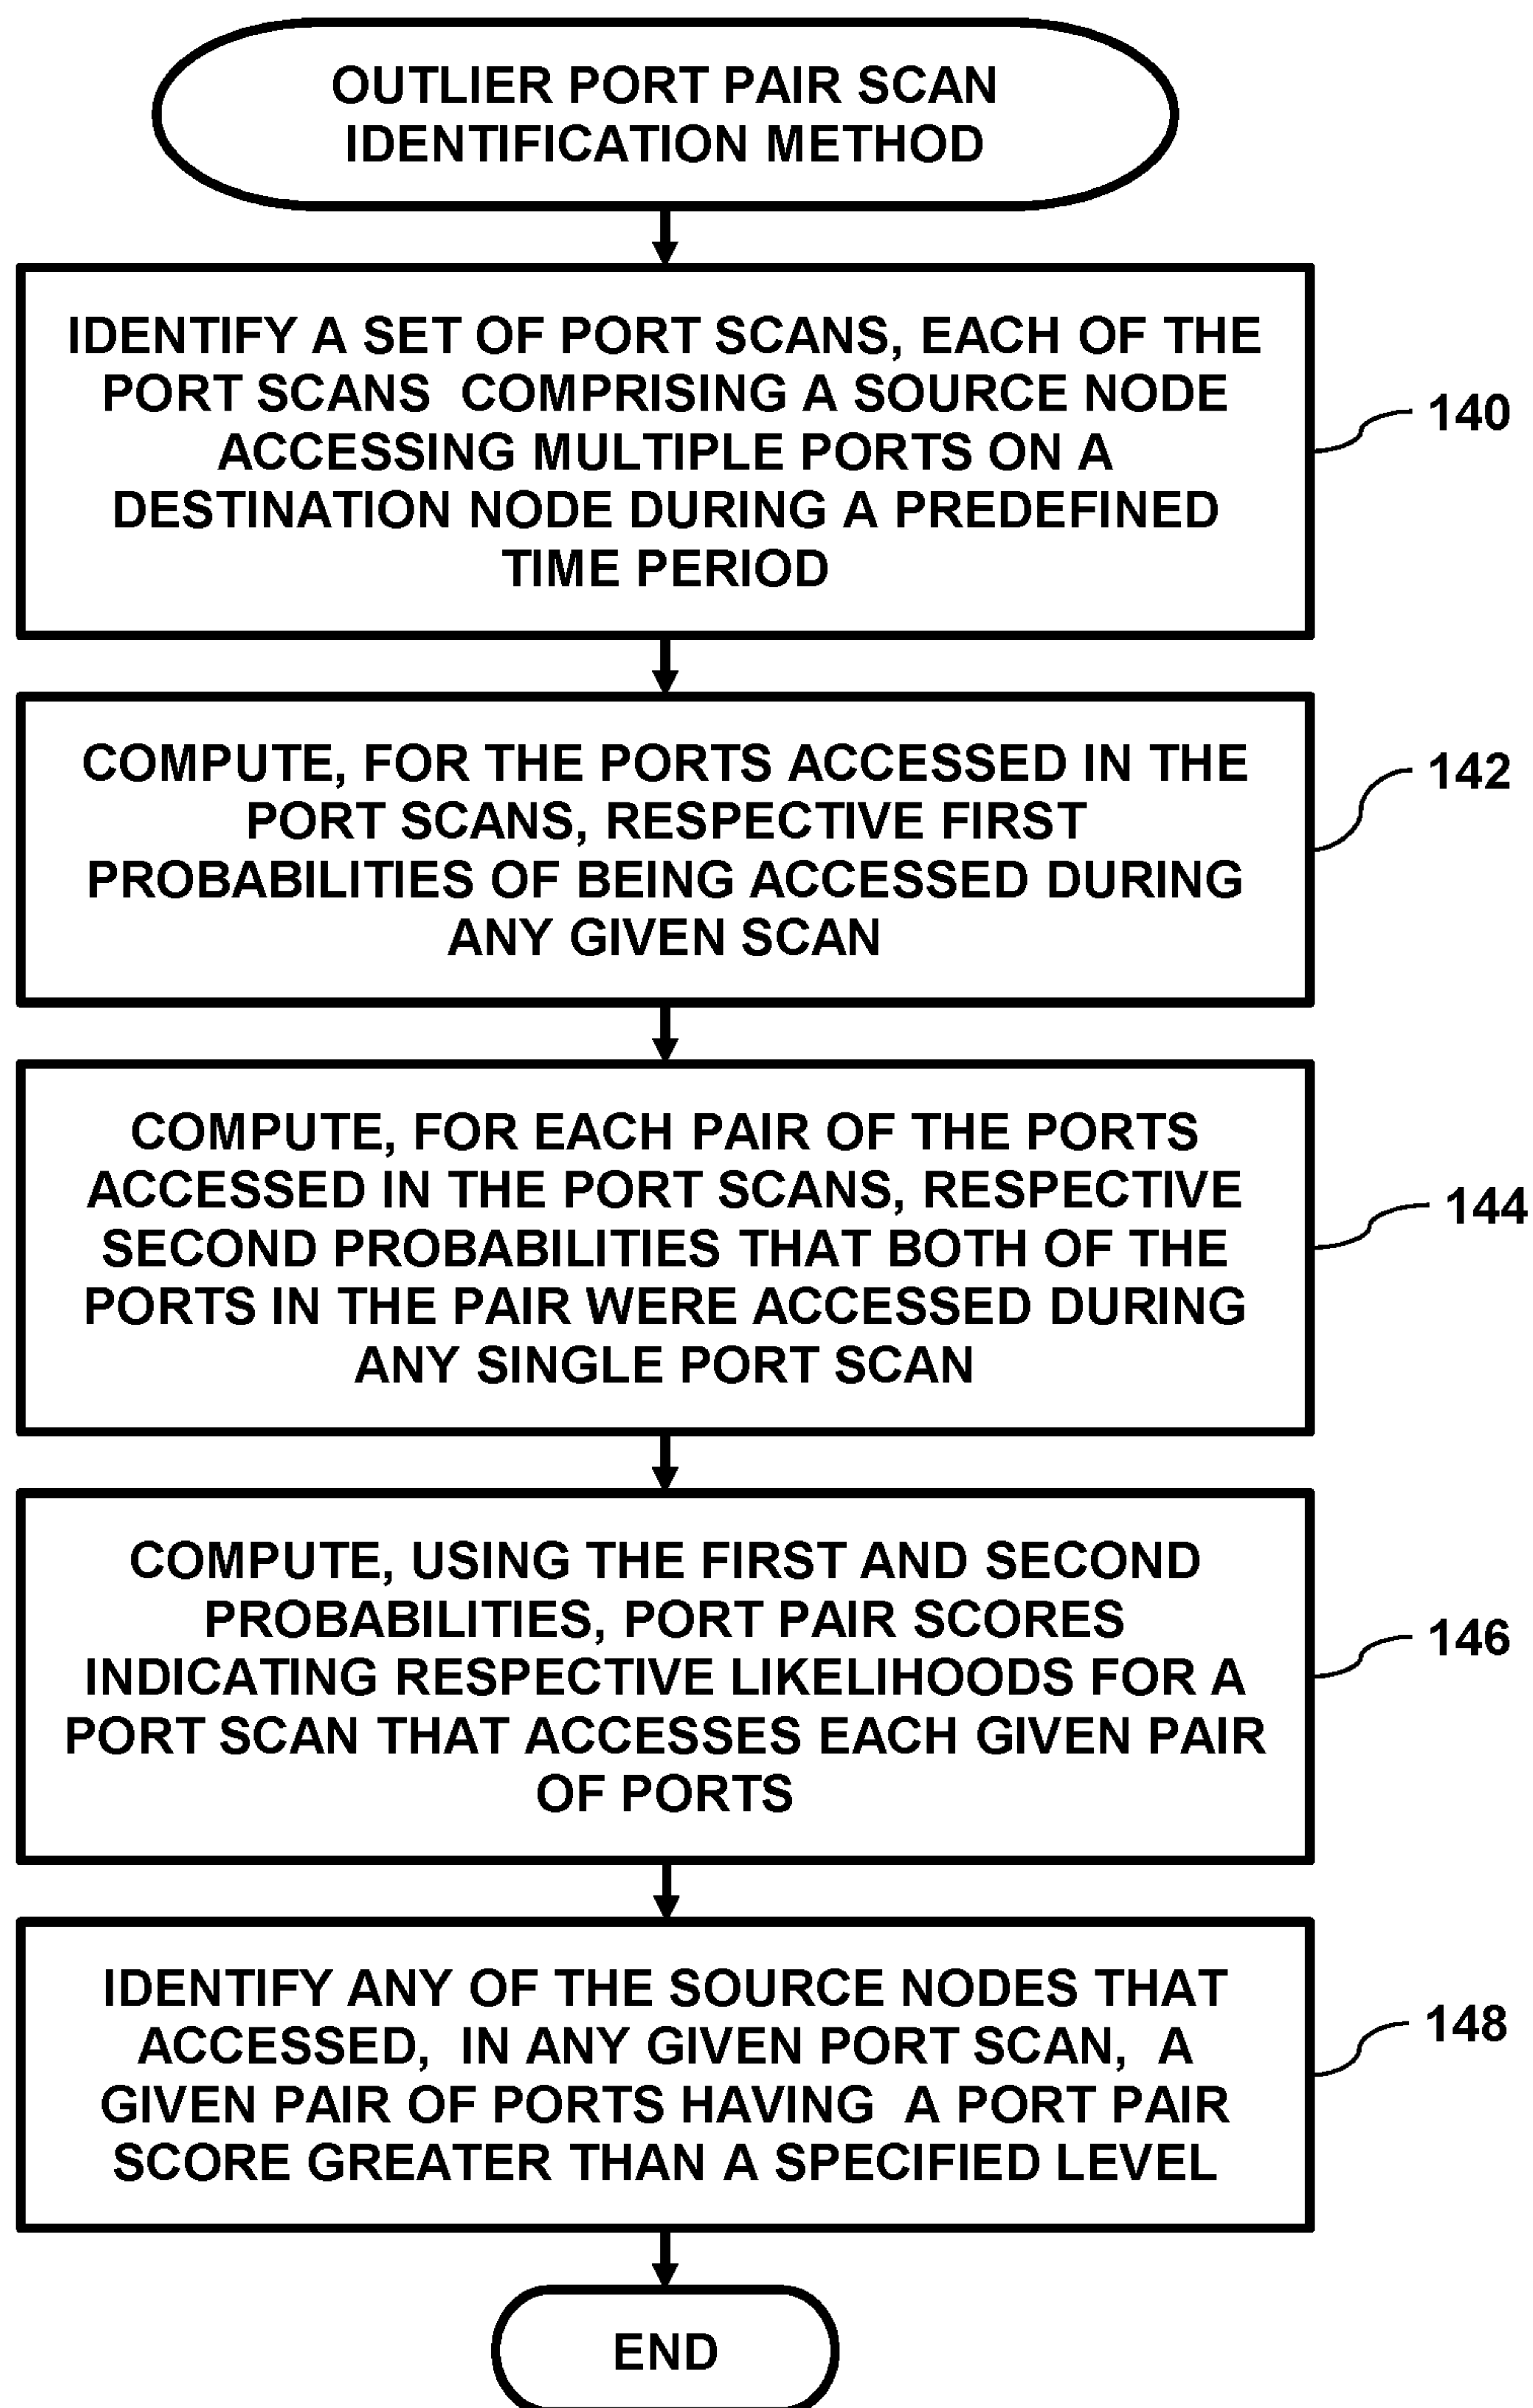 OUTLIER PORT PAIR SCAN
IDENTIFICATION METHOD
IDENTIFY A SET OF PORT SCANS, EACH OF THE
PORT SCANS COMPRISING A SOURCE NODE
ACCESSING MULTIPLE PORTS ON A
DESTINATION NODE DURING A PREDEFINED
TIME PERIOD
140
COMPUTE, FOR THE PORTS ACCESSED IN THE
PORT SCANS, RESPECTIVE FIRST
PROBABILITIES OF BEING ACCESSED DURING
ANY GIVEN SCAN
142
COMPUTE, FOR EACH PAIR OF THE PORTS
ACCESSED IN THE PORT SCANS, RESPECTIVE
SECOND PROBABILITIES THAT BOTH OF THE
PORTS IN THE PAIR WERE ACCESSED DURING
ANY SINGLE PORT SCAN
144
COMPUTE, USING THE FIRST AND SECOND
PROBABILITIES, PORT PAIR SCORES
INDICATING RESPECTIVE LIKELIHOODS FOR A
PORT SCAN THAT ACCESSES EACH GIVEN PAIR
OF PORTS
146
IDENTIFY ANY OF THE SOURCE NODES THAT
ACCESSED, IN ANY GIVEN PORT SCAN, A
GIVEN PAIR OF PORTS HAVING A PORT PAIR
SCORE GREATER THAN A SPECIFIED LEVEL
148
END